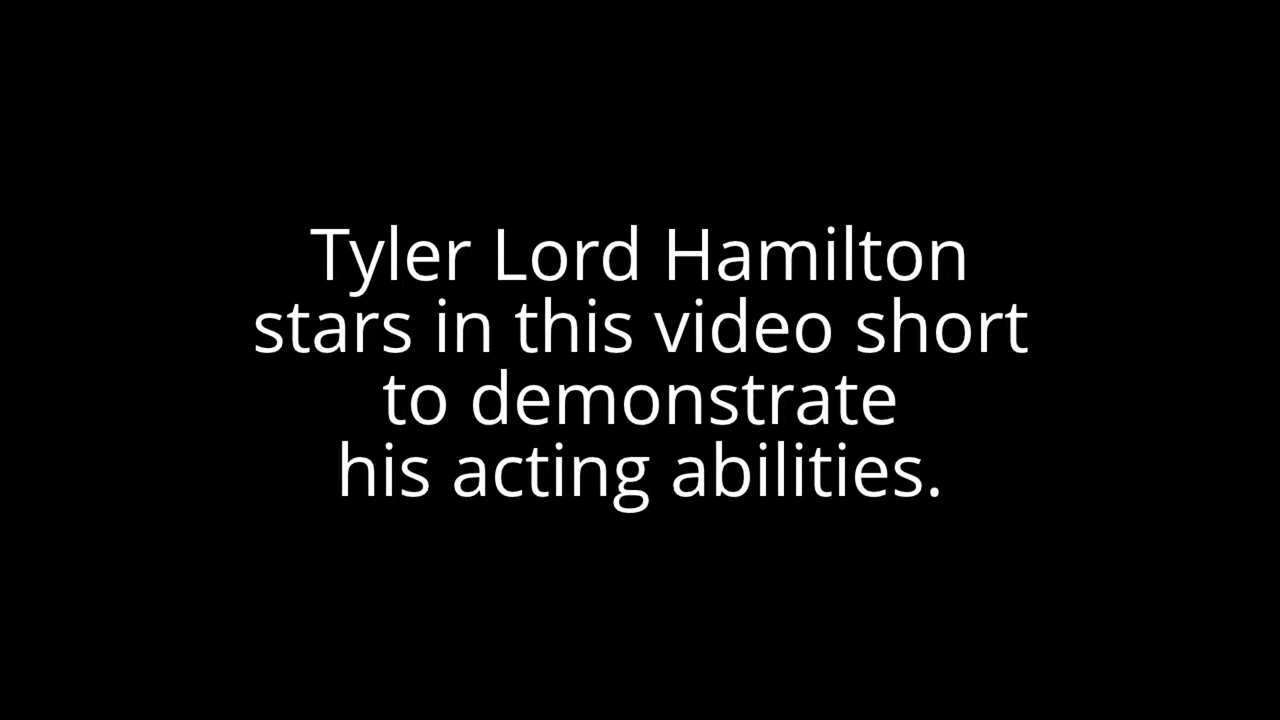 Tyler Lord Hamilton
stars in this video short
to demonstrate
his acting abilities.